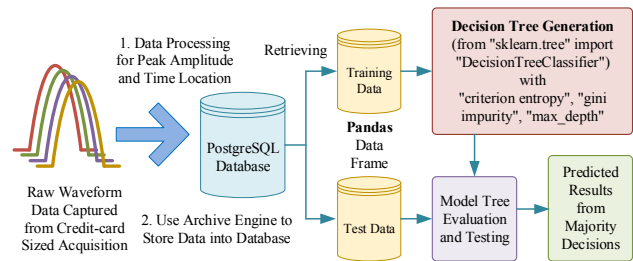 1. Data Processing
for Peak Amplitude
and Time Location
Raw Waveform
Data Captured
from Credit-card
Sized Acquisition
PostgreSQL
Database
2. Use Archive Engine to
Store Data into Database
Retrieving
Training
Data
Pandas
Data
Frame
Test Data
Decision Tree Generation
(from "sklearn.tree" import
"DecisionTreeClassifier")
with
"criterion entropy", "gini
impurity", "max_depth"
Model Tree
Evaluation
and Testing
Predicted
Results
from
Majority
Decisions